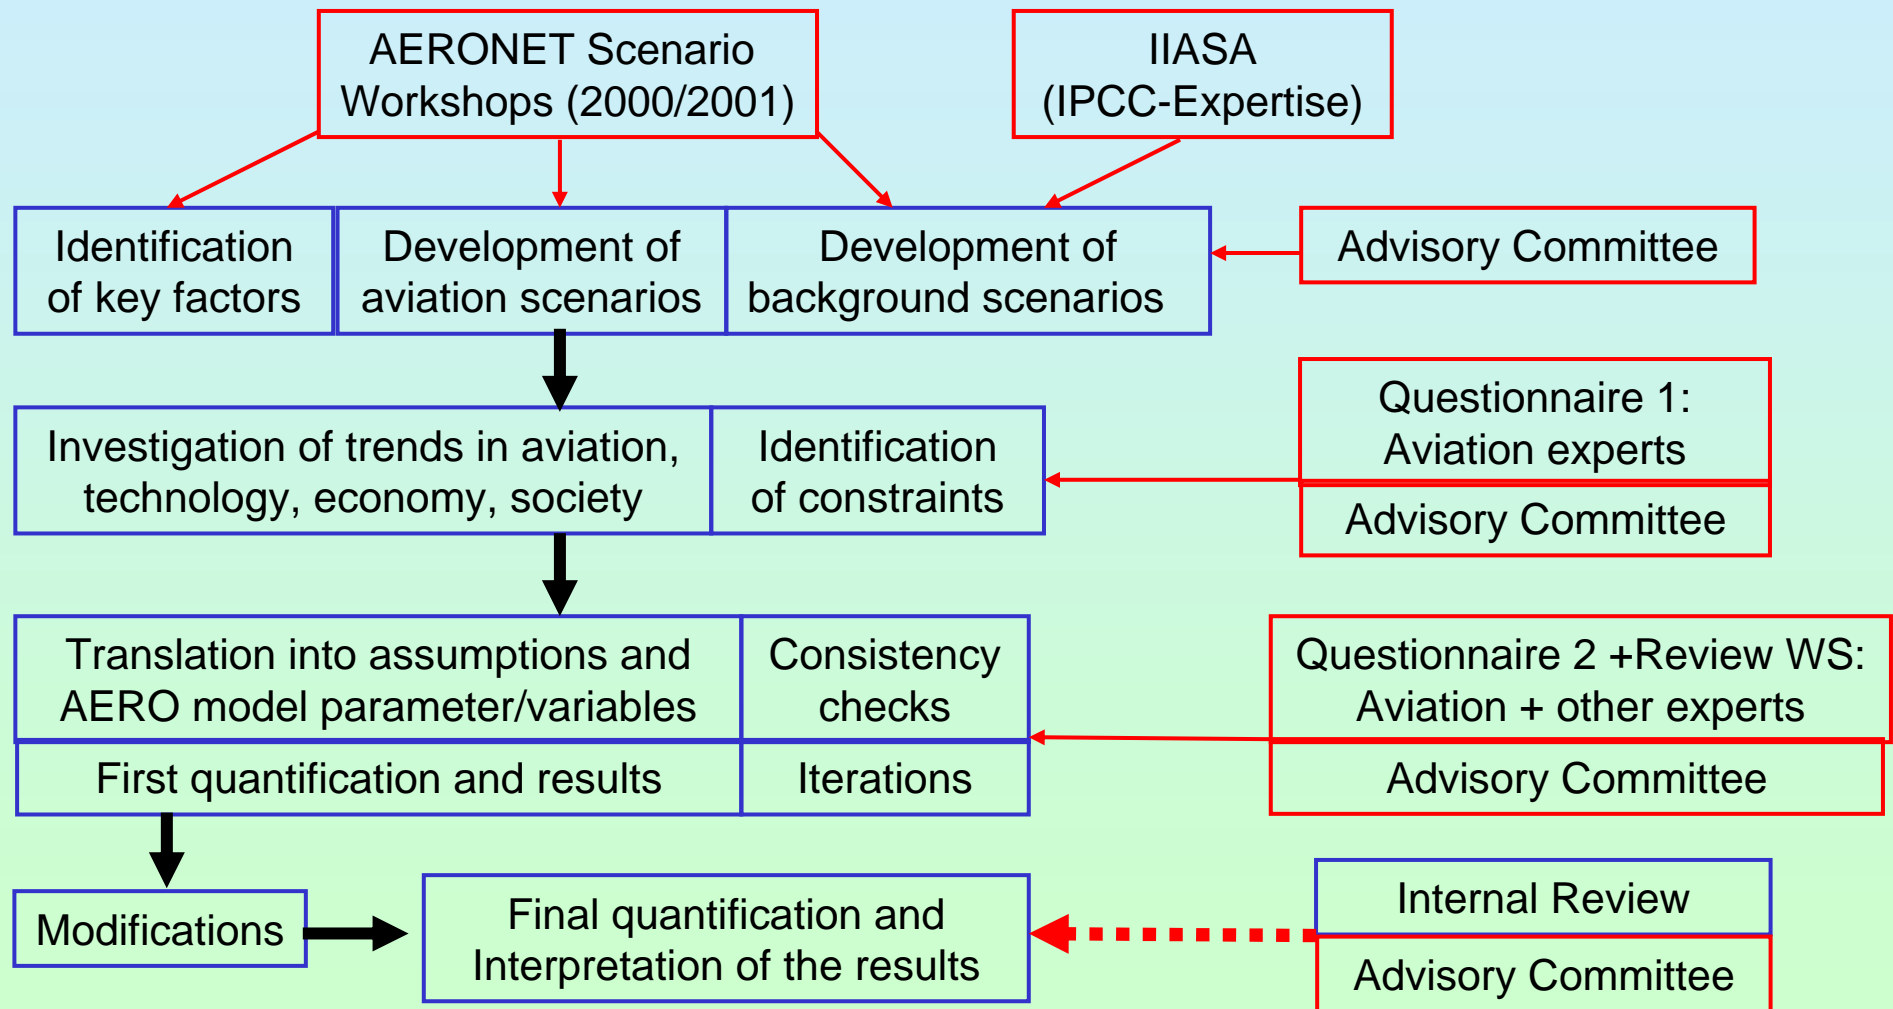 AERONET Scenario
Workshops (2000/2001)
IIASA
(IPCC-Expertise)
Identification
of key factors
Development of
aviation scenarios
Development of
background scenarios
Advisory Committee
Investigation of trends in aviation,
technology, economy, society
Identification
of constraints
Questionnaire 1:
Aviation experts
Advisory Committee
Translation into assumptions and
AERO model parameter/variables
Consistency
checks
Questionnaire 2 +Review WS:
Aviation + other experts
First quantification and results
Iterations
Advisory Committee
Modifications
Final quantification and
Interpretation of the results
Internal Review
Advisory Committee